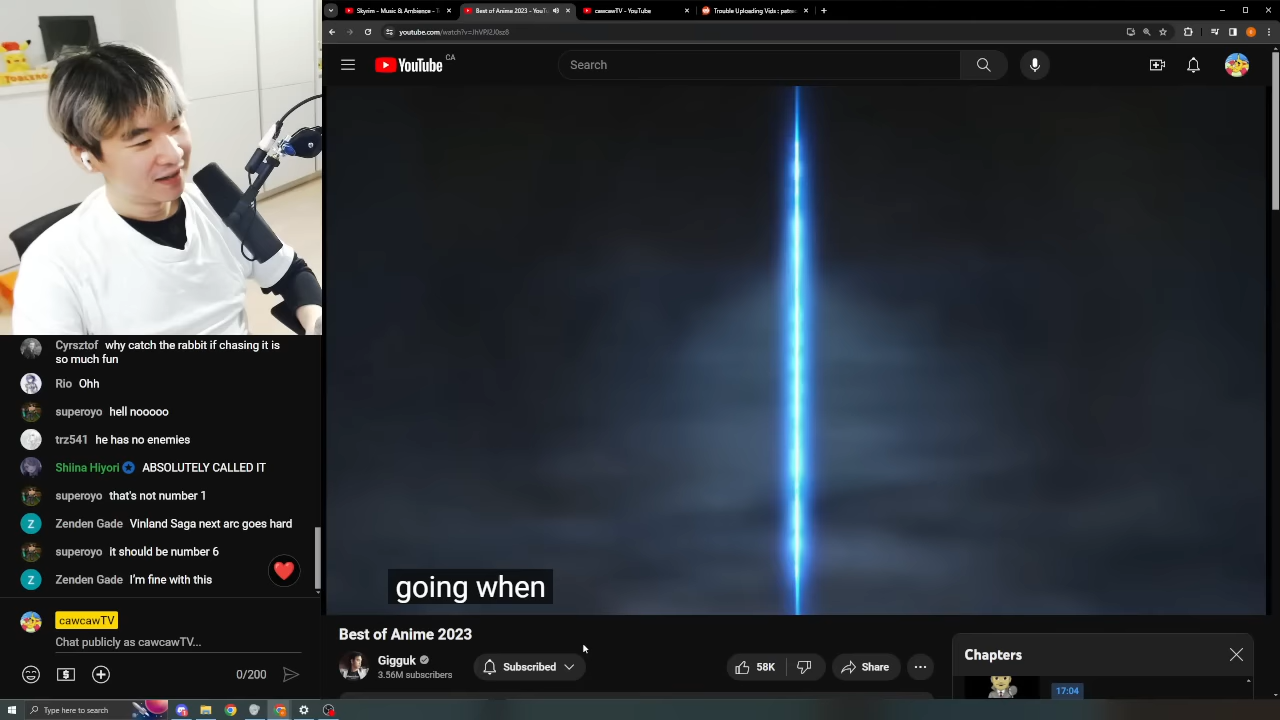 Skyrim - Music & Ambience - T
Best of Anime 2023 - YouTu
cawcawTV - YouTube
Trouble Uploading Vids : patre
youtube.com/watch?v=JhVPJ2J0sz8
YouTube CA
Search
Cyrsztof why catch the rabbit if chasing it is
so much fun
Rio Ohh
superoyo hell nooooo
trz541 he has no enemies
Shiina Hiyori ABSOLUTELY CALLED IT
superoyo that's not number 1
Z Zenden Gade Vinland Saga next arc goes hard
superoyo it should be number 6
Z Zenden Gade I'm fine with this
cawcawTV
Chat publicly as cawcawTV...
0/200
going when
Best of Anime 2023
Gigguk
3.56M subscribers
Subscribed
58K
Share
Chapters
17:04
Type here to search